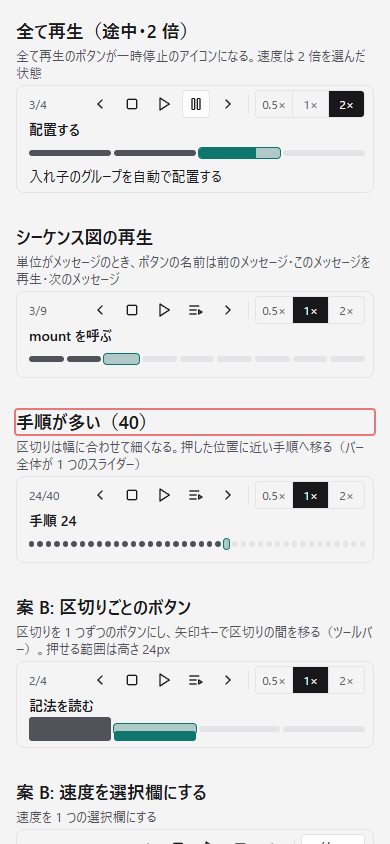 全て再生（途中・2 倍）
全て再生のボタンが一時停止のアイコンになる。速度は 2 倍を選んだ
状態
3/4
0.5×
1×
2×
配置する
入れ子のグループを自動で配置する
シーケンス図の再生
単位がメッセージのとき、ボタンの名前は前のメッセージ・このメッセージを
再生・次のメッセージ
3/9
0.5×
1×
2×
mount を呼ぶ
手順が多い（40）
区切りは幅に合わせて細くなる。押した位置に近い手順へ移る（バー
全体が 1 つのスライダー）
24/40
0.5×
1×
2×
手順 24
案 B: 区切りごとのボタン
区切りを 1 つずつのボタンにし、矢印キーで区切りの間を移る（ツールバ
ー）。押せる範囲は高さ 24px
2/4
0.5×
1×
2×
記法を読む
案 B: 速度を選択欄にする
速度を 1 つの選択欄にする